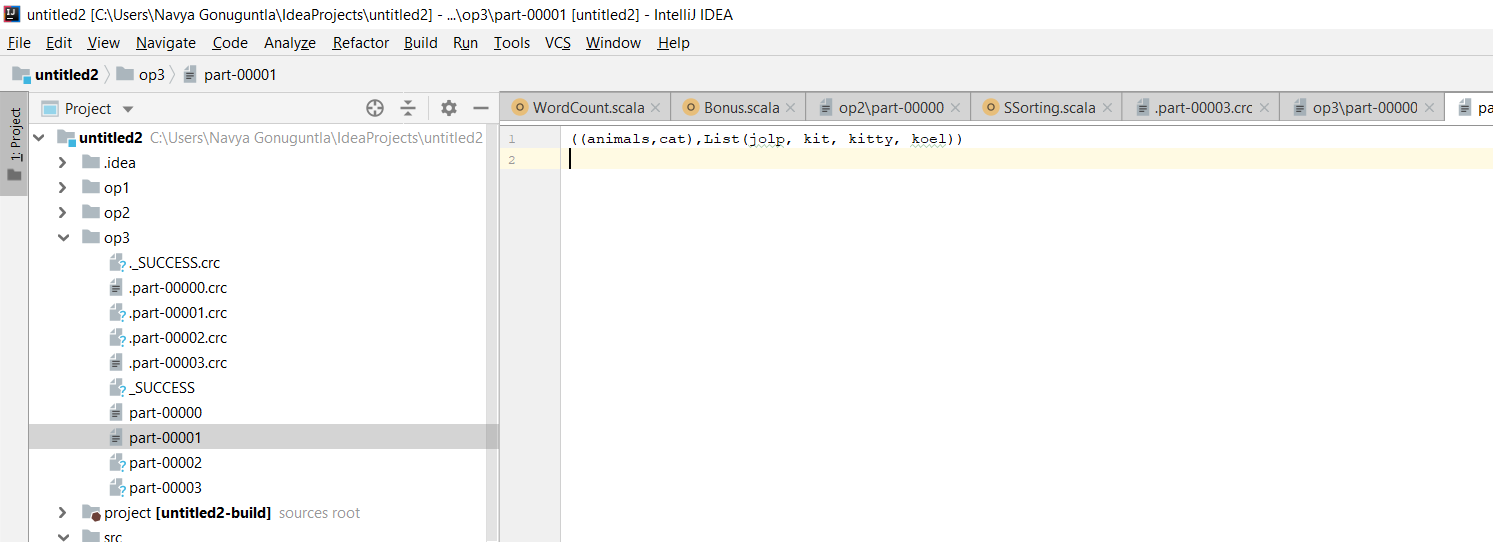 untitled2 [C:\Users\Navya Gonuguntla\IdeaProjects\untitled2] - ...\op3\part-00001 [untitled2] - IntelliJ IDEA
File Edit View Navigate Code Analyze Refactor Build Run Tools VCS Window Help
untitled2 op3 part-00001
1: Project
Project
WordCount.scala Bonus.scala op2\part-00000 SSorting.scala .part-00003.crc op3\part-00000 pa
untitled2 C:\Users\Navya Gonuguntla\IdeaProjects\untitled2
.idea
op1
op2
op3
._SUCCESS.crc
.part-00000.crc
.part-00001.crc
.part-00002.crc
.part-00003.crc
_SUCCESS
part-00000
part-00001
part-00002
part-00003
project [untitled2-build] sources root
src
1 ((animals,cat),List(jolp, kit, kitty, koel))
2